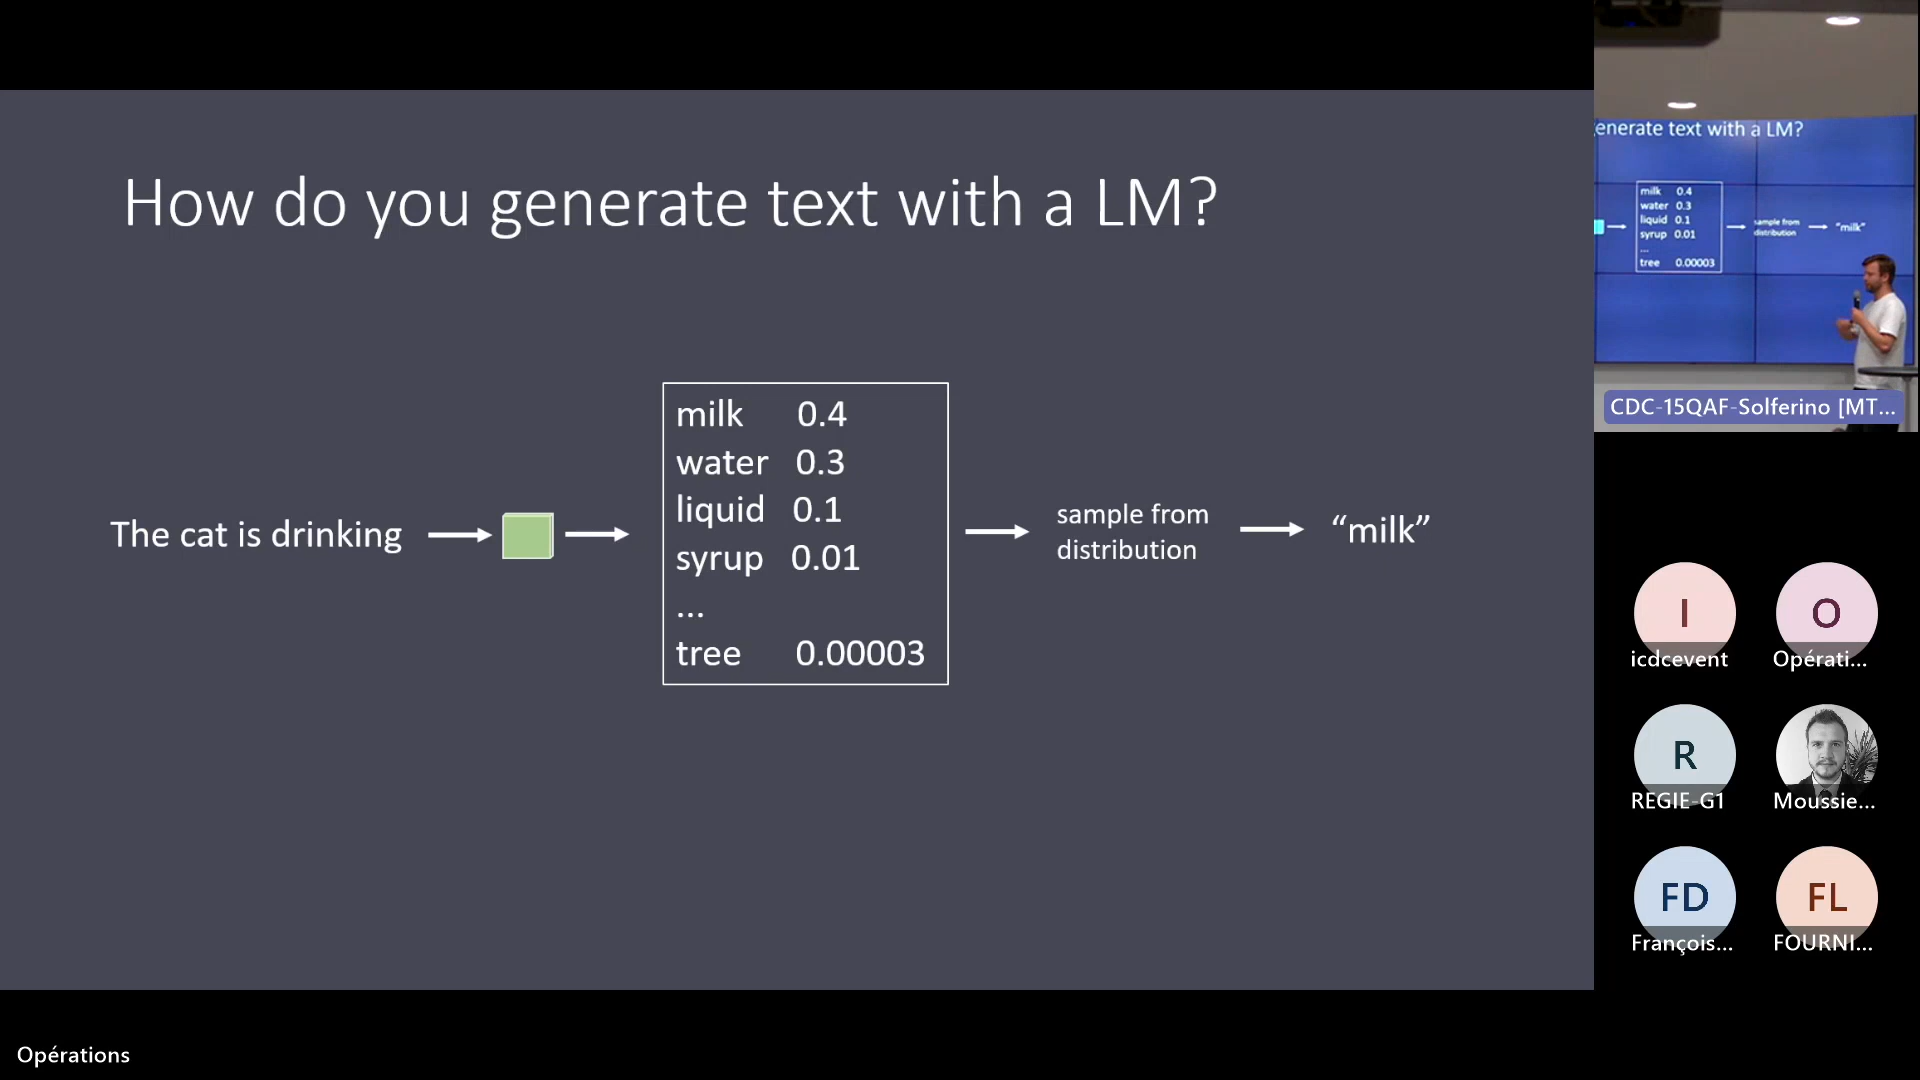 How do you generate text with a LM?
The cat is drinking
milk 0.4
water 0.3
liquid 0.1
syrup 0.01
...
tree 0.00003
sample from
distribution
“milk”
enerate text with a LM?
milk 0.4
water 0.3
liquid 0.1
syrup 0.01
...
tree 0.00003
sample from
distribution
“milk”
CDC-15QAF-Solferino [MT...
I
icdcevent
O
Opérati...
R
REGIE-G1
Moussie...
FD
François...
FL
FOURNI...
Opérations